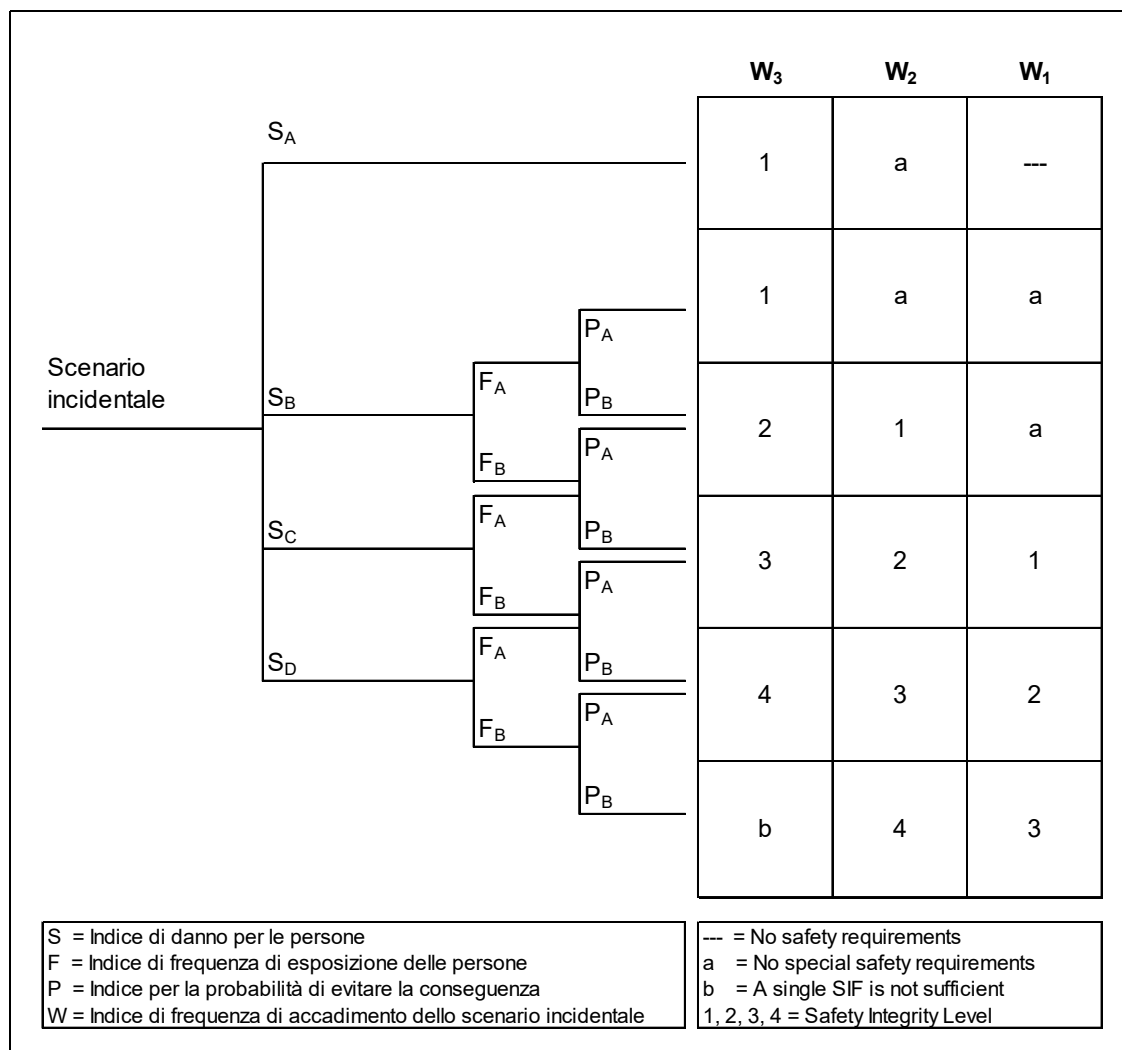 W3 W2 W1
SA
1 a ---
1 a a
PA
Scenario
incidentale
FA
SB
PB
2 1 a
FB
PA
FA
SC
PB
3 2 1
FB
PA
FA
SD
PB
4 3 2
FB
PA
PB
b 4 3
S = Indice di danno per le persone
F = Indice di frequenza di esposizione delle persone
P = Indice per la probabilità di evitare la conseguenza
W = Indice di frequenza di accadimento dello scenario incidentale
--- = No safety requirements
a = No special safety requirements
b = A single SIF is not sufficient
1, 2, 3, 4 = Safety Integrity Level